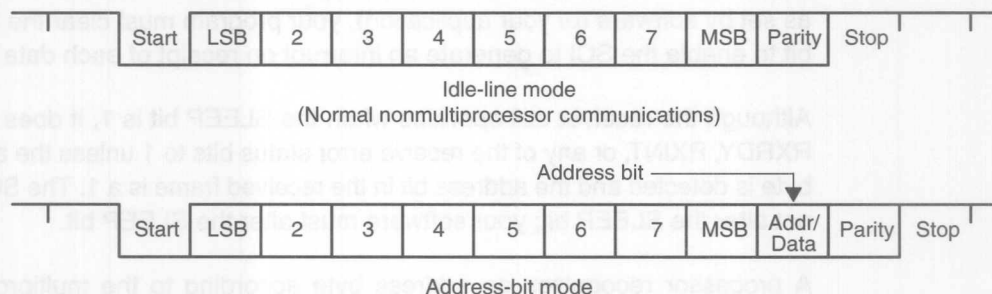 Start LSB 2 3 4 5 6 7 MSB Parity Stop
Idle-line mode
(Normal nonmultiprocessor communications)
Address bit
Start LSB 2 3 4 5 6 7 MSB Addr/ Data Parity Stop
Address-bit mode